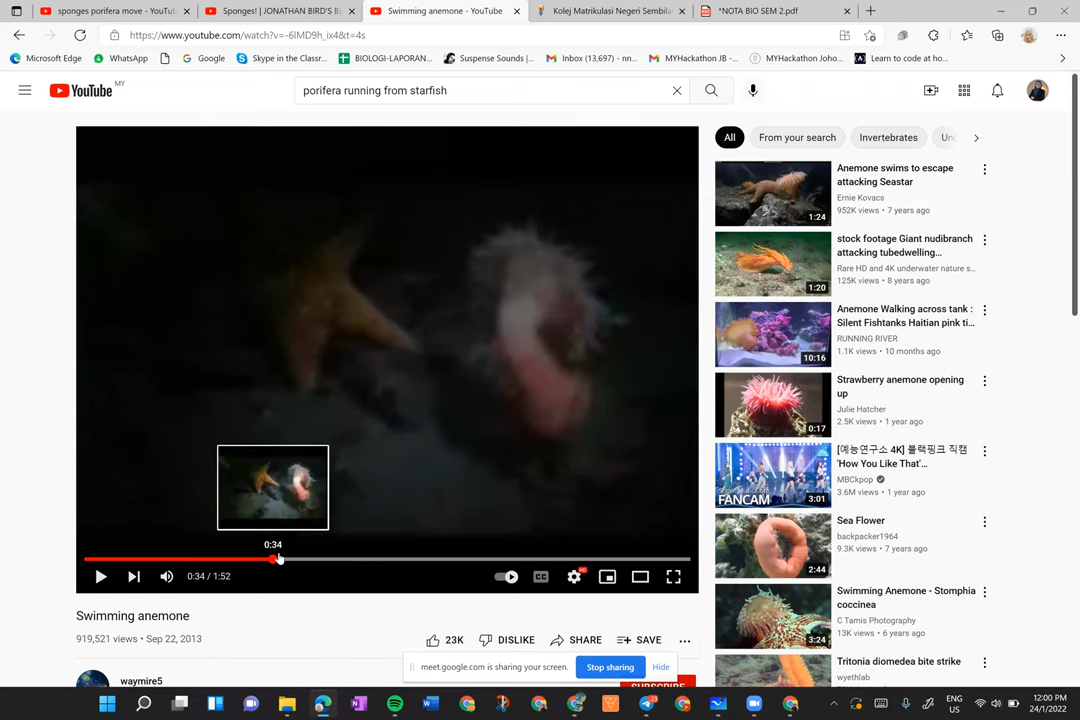 sponges porifera move - YouTu
Sponges! | JONATHAN BIRD'S B
Swimming anemone - YouTube
Kolej Matrikulasi Negeri Sembilan
*NOTA BIO SEM 2.pdf
https://www.youtube.com/watch?v=-6lMD9h_ix4&t=4s
Microsoft Edge
WhatsApp
Google
Skype in the Classr...
BIOLOGI-LAPORAN...
Suspense Sounds |...
Inbox (13,697) - nn...
MYHackathon JB -...
MYHackathon Joho...
Learn to code at ho...
YouTube MY
porifera running from starfish
All
From your search
Invertebrates
Anemone swims to escape
attacking Seastar
Ernie Kovacs
952K views • 7 years ago
1:24
stock footage Giant nudibranch
attacking tubedwelling...
Rare HD and 4K underwater nature s...
125K views • 8 years ago
1:20
Anemone Walking across tank :
Silent Fishtanks Haitian pink ti...
RUNNING RIVER
1.1K views • 10 months ago
10:16
Strawberry anemone opening
up
Julie Hatcher
2.5K views • 1 year ago
0:17
[예능연구소 4K] 블랙핑크 직캠
'How You Like That'...
MBCkpop
3.6M views • 1 year ago
FANCAM
3:01
Sea Flower
backpacker1964
9.3K views • 7 years ago
2:44
Swimming Anemone - Stomphia
coccinea
C Tamis Photography
13K views • 6 years ago
3:24
Tritonia diomedea bite strike
wyethlab
0:34
0:34 / 1:52
CC
HD
Swimming anemone
919,521 views • Sep 22, 2013
23K
DISLIKE
SHARE
SAVE
meet.google.com is sharing your screen.
Stop sharing
Hide
waymire5
SUBSCRIBE
ENG
US
12:00 PM
24/1/2022